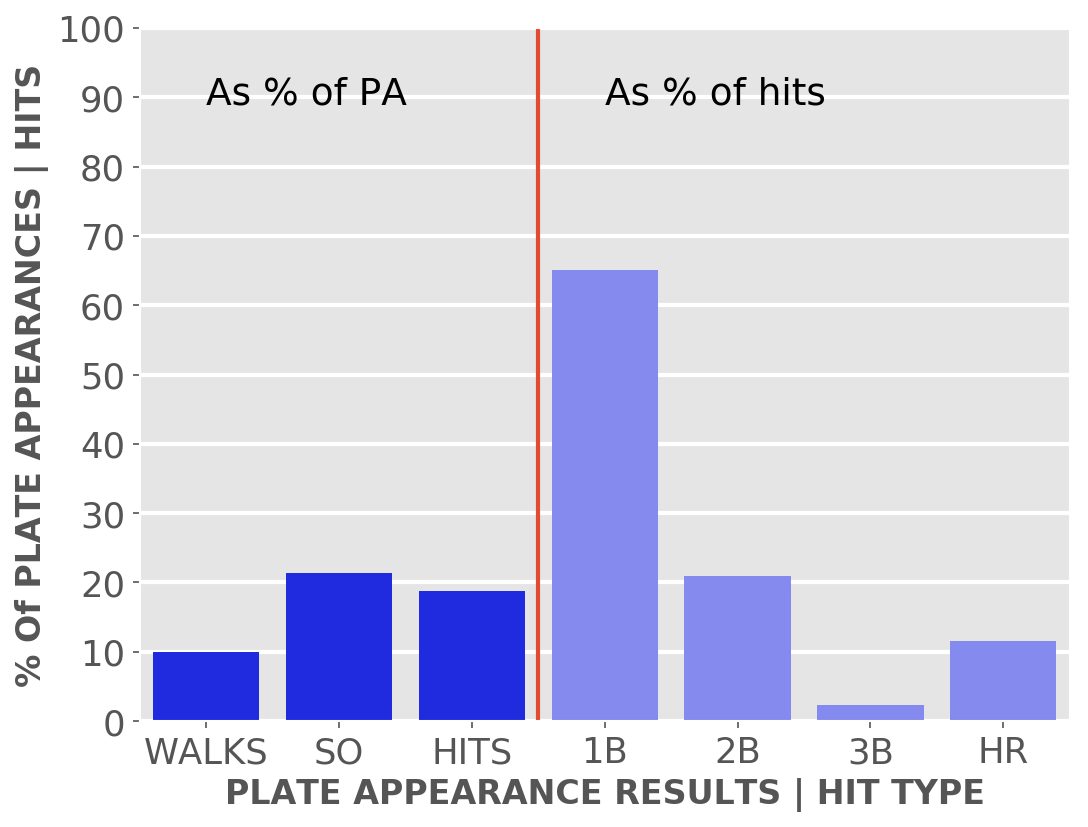 % Of PLATE APPEARANCES | HITS
100
90
80
70
60
50
40
30
20
10
0
As % of PA
As % of hits
WALKS SO HITS 1B 2B 3B HR
PLATE APPEARANCE RESULTS | HIT TYPE